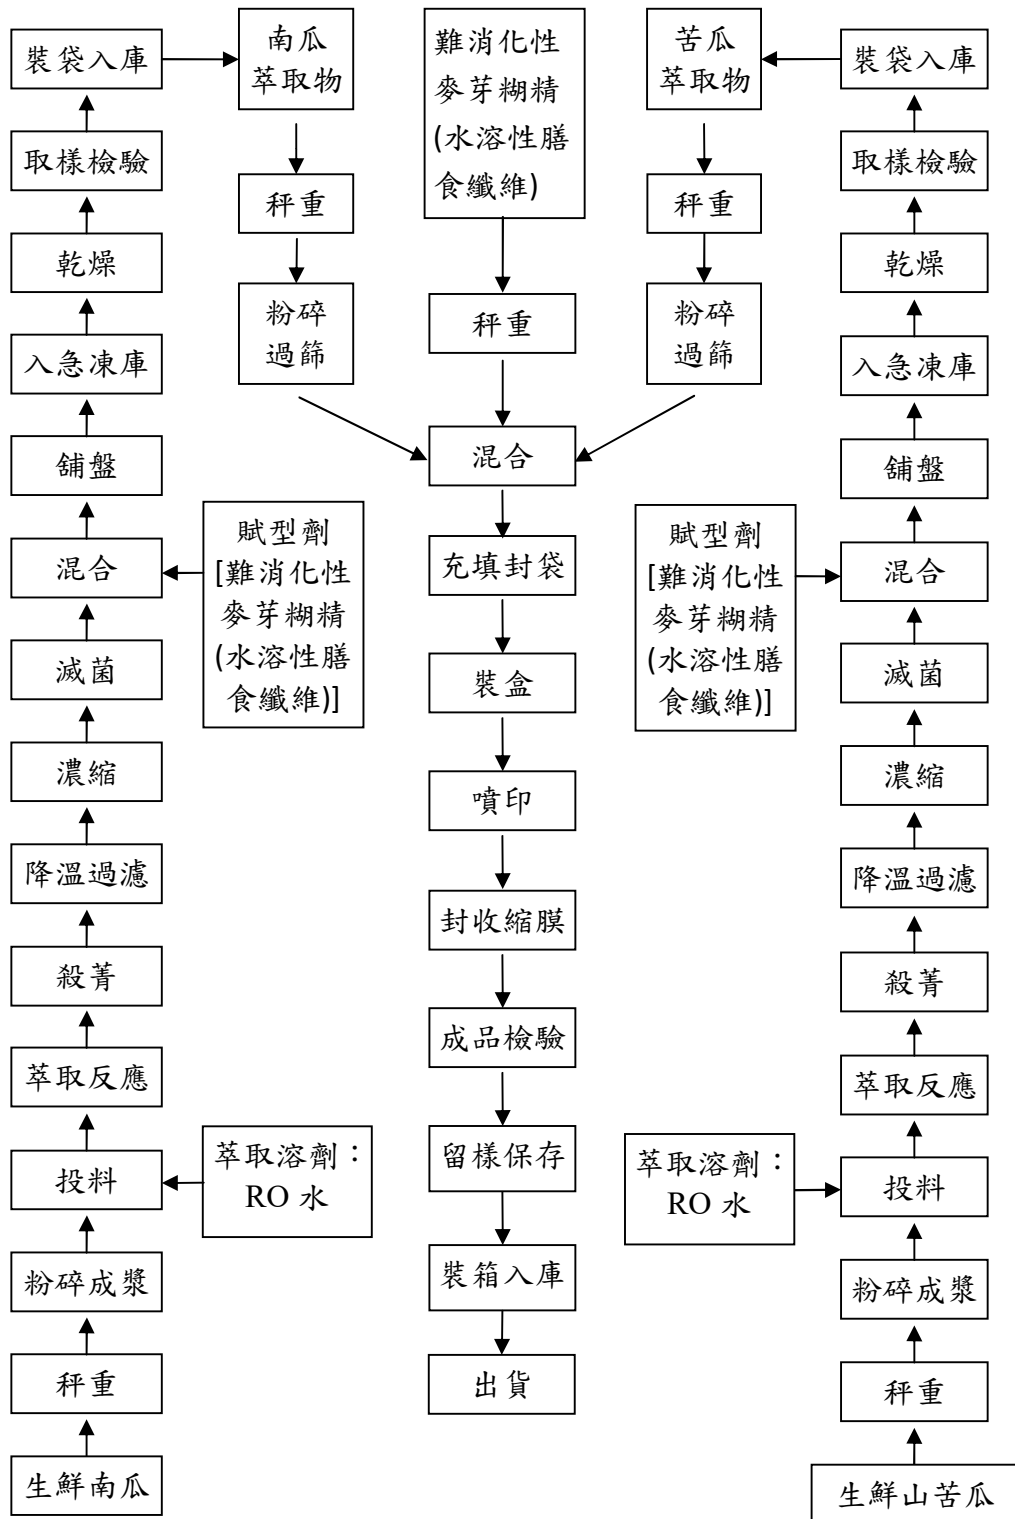 裝袋入庫
南瓜
萃取物
難消化性
麥芽糊精
(水溶性膳
食纖維)
苦瓜
萃取物
裝袋入庫
取樣檢驗
秤重
秤重
取樣檢驗
乾燥
粉碎
過篩
秤重
粉碎
過篩
乾燥
入急凍庫
入急凍庫
舖盤
混合
舖盤
混合
賦型劑
[難消化性
麥芽糊精
(水溶性膳
食纖維)]
充填封袋
賦型劑
[難消化性
麥芽糊精
(水溶性膳
食纖維)]
混合
滅菌
裝盒
滅菌
濃縮
噴印
濃縮
降溫過濾
封收縮膜
降溫過濾
殺菁
成品檢驗
殺菁
萃取反應
萃取反應
投料
萃取溶劑：
RO 水
留樣保存
萃取溶劑：
RO 水
投料
粉碎成漿
裝箱入庫
粉碎成漿
秤重
出貨
秤重
生鮮南瓜
生鮮山苦瓜